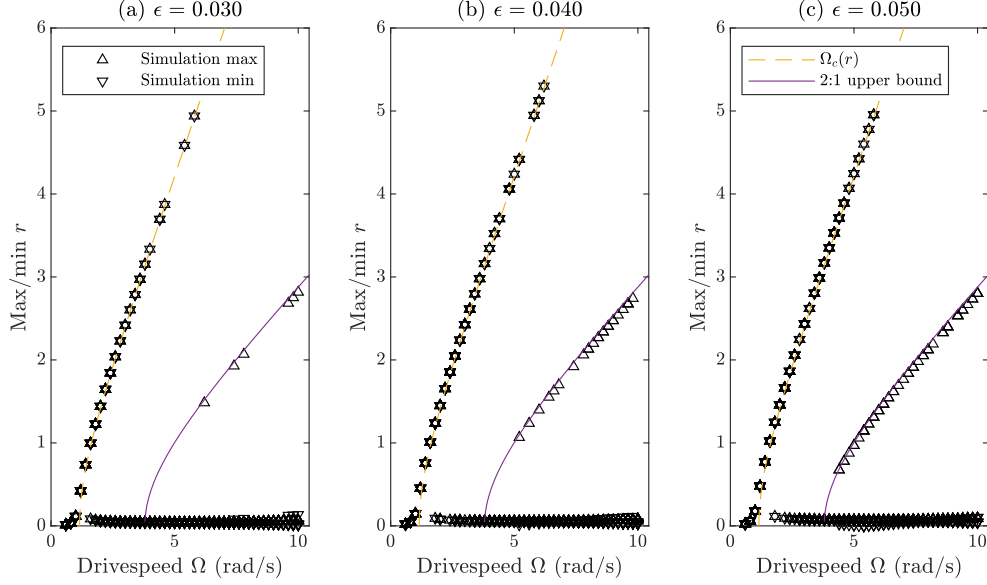 (a) ϵ = 0.030
(b) ϵ = 0.040
(c) ϵ = 0.050
Simulation max
Simulation min
Ω_c(r)
2:1 upper bound
6
5
4
3
2
1
0
Max/min r
0
5
10
Drivespeed Ω (rad/s)
6
5
4
3
2
1
0
Max/min r
0
5
10
Drivespeed Ω (rad/s)
6
5
4
3
2
1
0
Max/min r
0
5
10
Drivespeed Ω (rad/s)